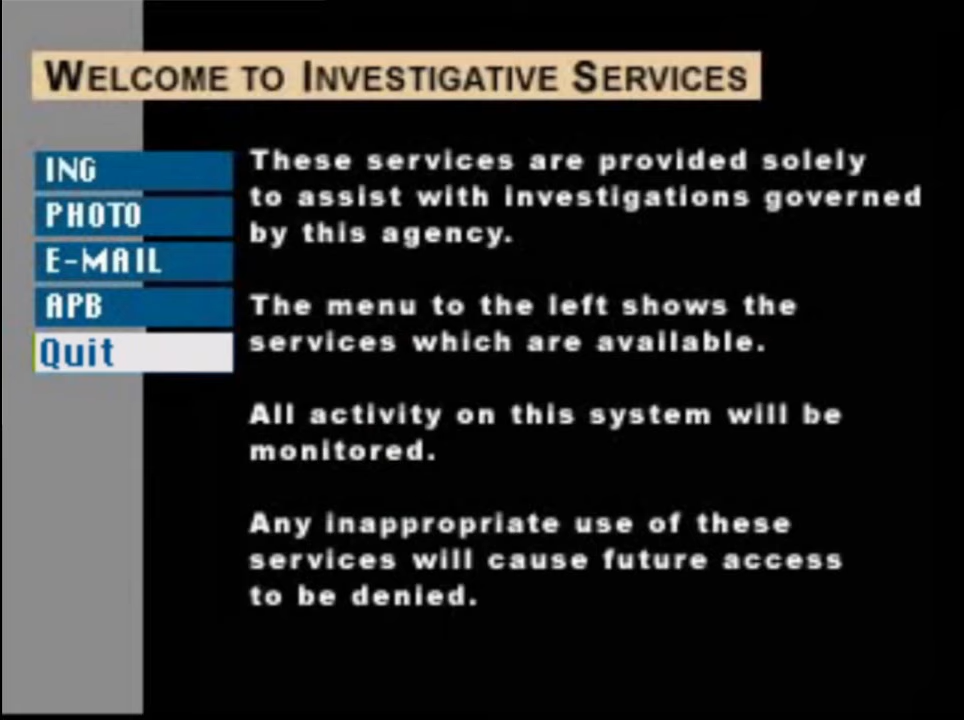 WELCOME TO INVESTIGATIVE SERVICES
ING
PHOTO
E-MAIL
APB
Quit
These services are provided solely
to assist with investigations governed
by this agency.
The menu to the left shows the
services which are available.
All activity on this system will be
monitored.
Any inappropriate use of these
services will cause future access
to be denied.